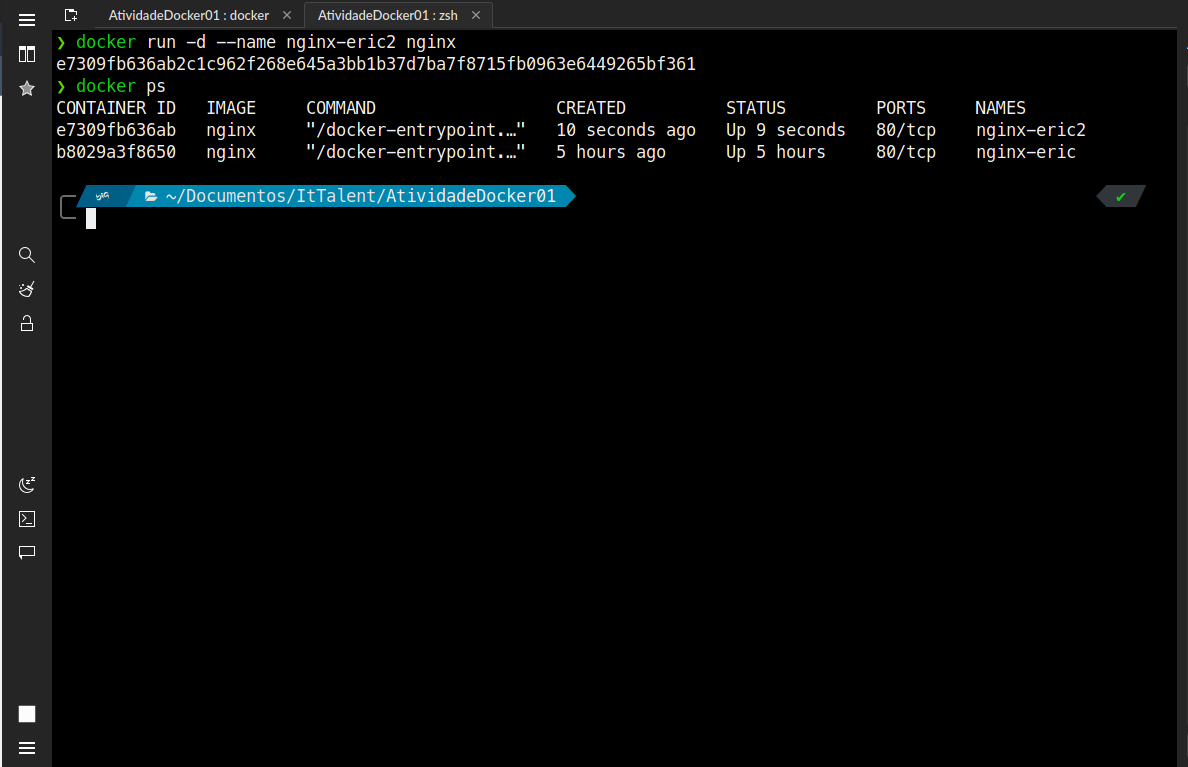 AtividadeDocker01 : docker
AtividadeDocker01 : zsh
❯ docker run -d --name nginx-eric2 nginx
e7309fb636ab2c1c962f268e645a3bb1b37d7ba7f8715fb0963e6449265bf361
❯ docker ps
CONTAINER ID   IMAGE     COMMAND                  CREATED          STATUS         PORTS     NAMES
e7309fb636ab   nginx     "/docker-entrypoint.…"   10 seconds ago   Up 9 seconds   80/tcp    nginx-eric2
b8029a3f8650   nginx     "/docker-entrypoint.…"   5 hours ago      Up 5 hours     80/tcp    nginx-eric
~/Documentos/ItTalent/AtividadeDocker01 ✔